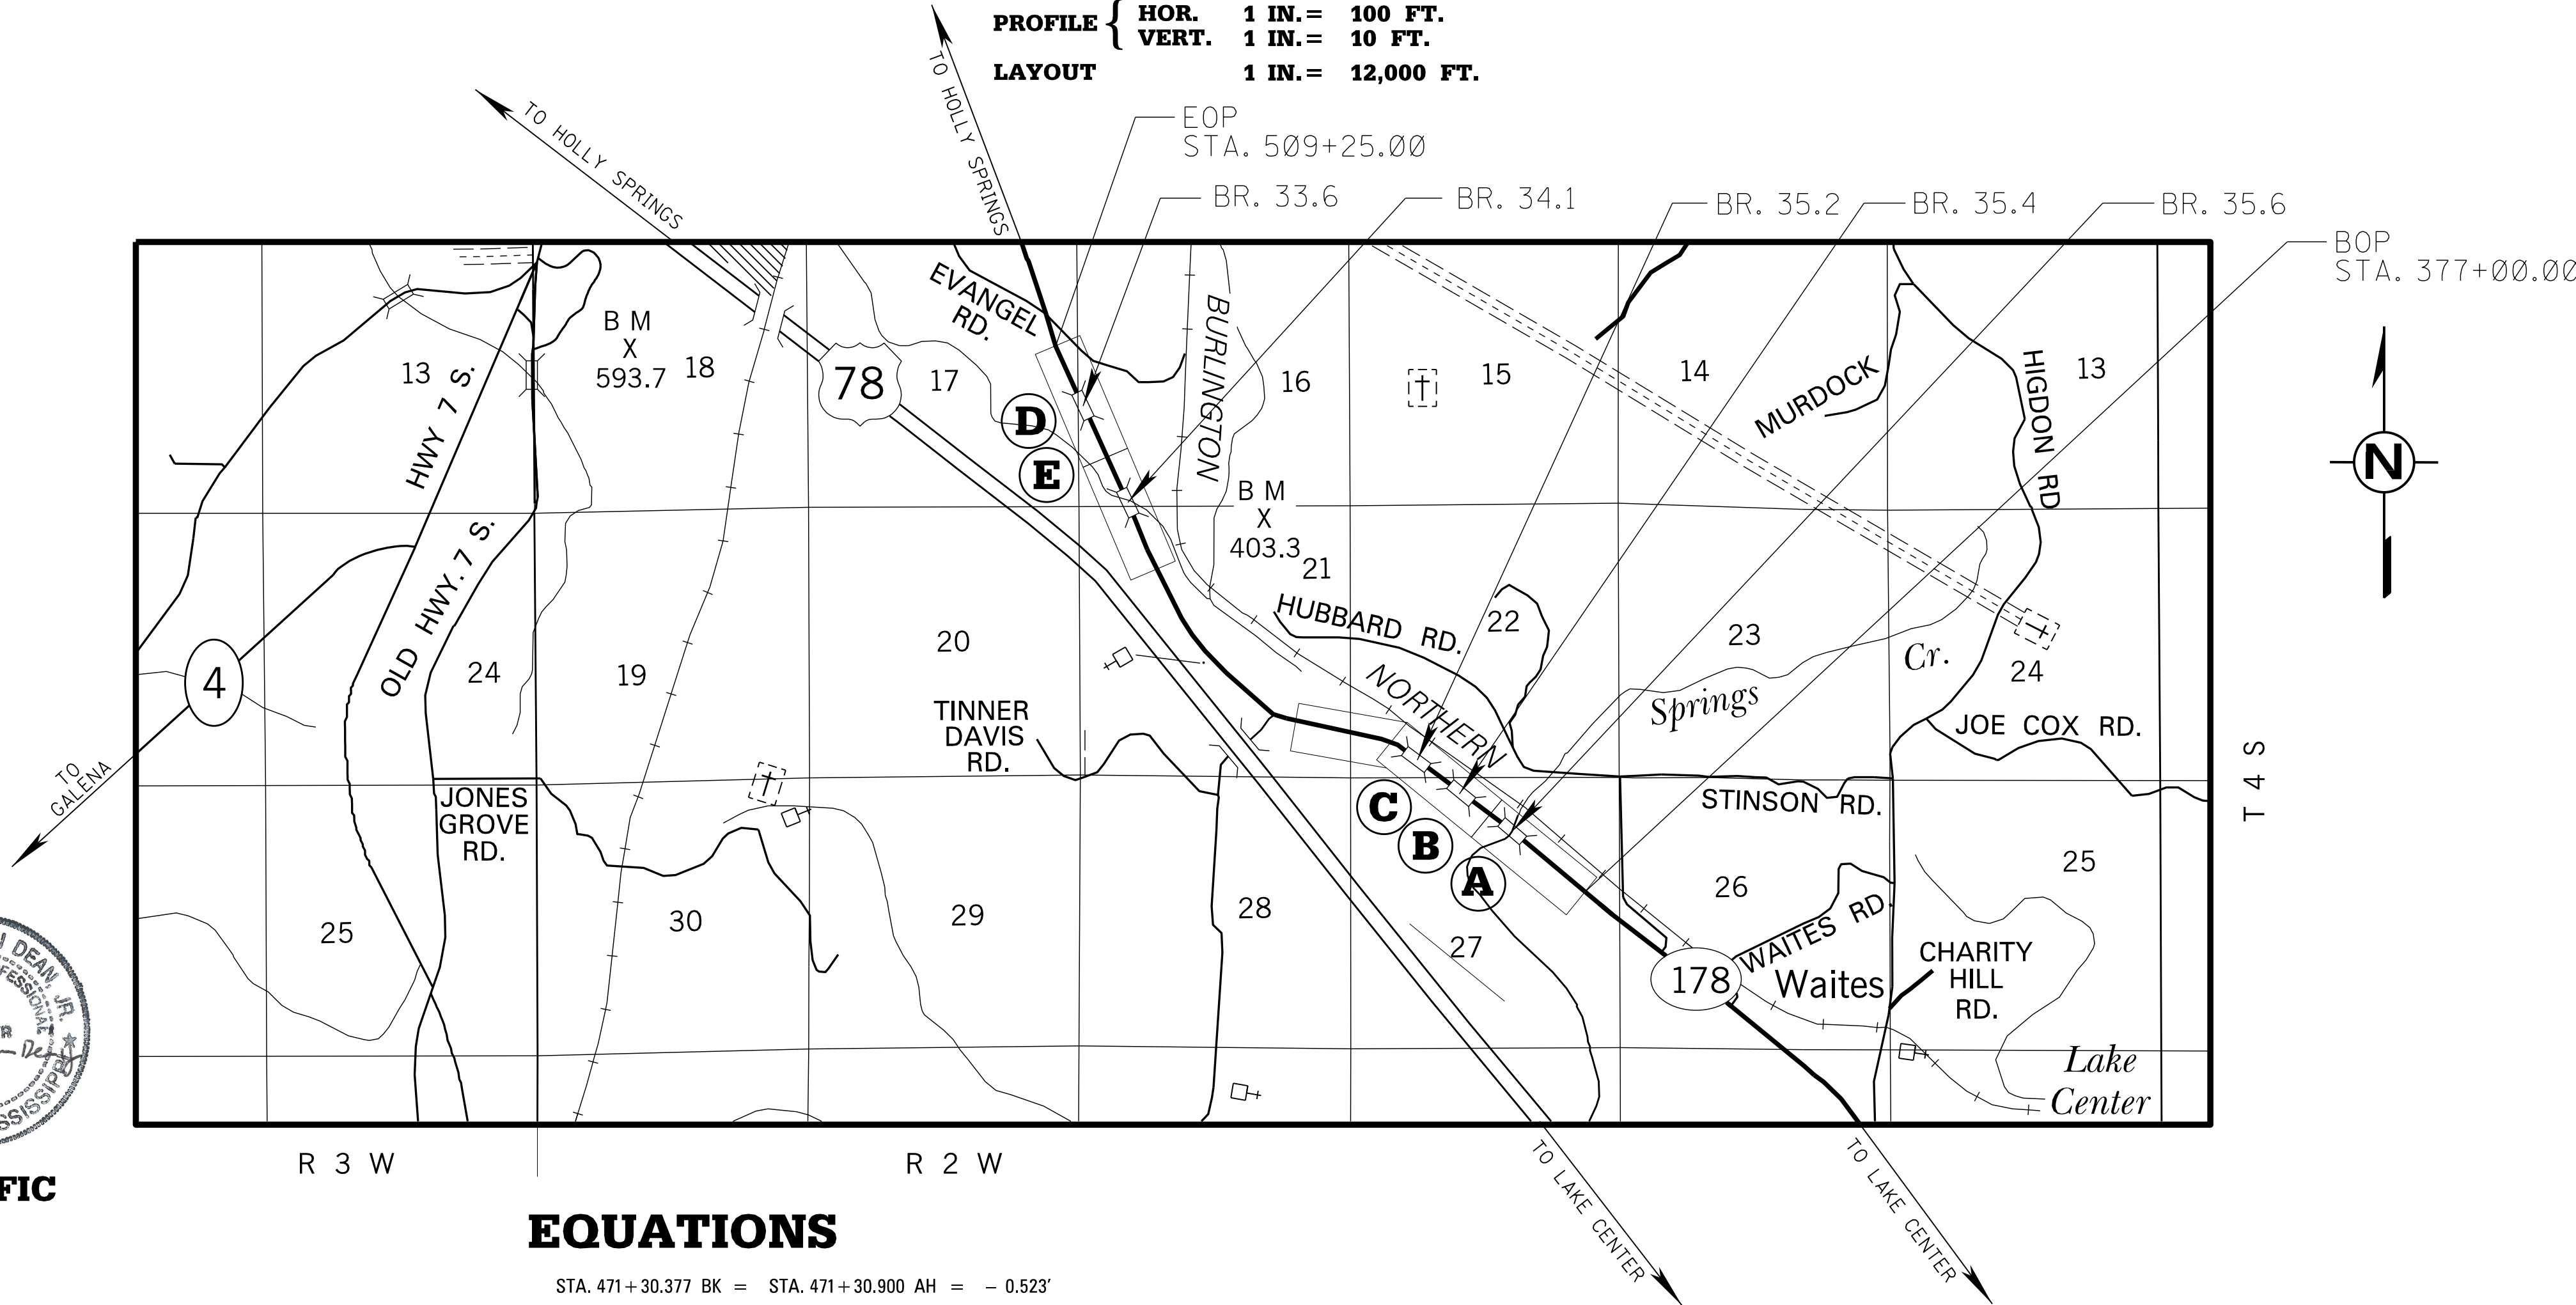 PROFILE { HOR. 1 IN. = 100 FT.
VERT. 1 IN. = 10 FT.
LAYOUT 1 IN. = 12,000 FT.
TO HOLLY SPRINGS
TO HOLLY SPRINGS
EOP
STA. 509+25.00
BR. 33.6
BR. 34.1
BR. 35.2
BR. 35.4
BR. 35.6
BOP
STA. 377+00.00
EVANGEL
RD.
BURLINGTON
B M
X
593.7
13
18
78
17
16
15
14
13
MURDOCK
HIGDON RD
HWY 7 S.
D
E
N
B M
X
403.3
21
OLD HWY. 7 S.
HUBBARD RD.
22
23
Cr.
24
4
24
19
20
NORTHERN
Springs
TINNER
DAVIS
RD.
JOE COX RD.
T 4 S
TO
GALENA
JONES
GROVE
RD.
C
B
A
STINSON RD.
25
30
29
28
27
26
25
WAITES RD.
178
Waites
CHARITY
HILL
RD.
Lake
Center
DEAN, JR.
R 3 W
R 2 W
TO LAKE CENTER
TO LAKE CENTER
FIC
EQUATIONS
STA. 471+30.377 BK = STA. 471+30.900 AH = - 0.523'